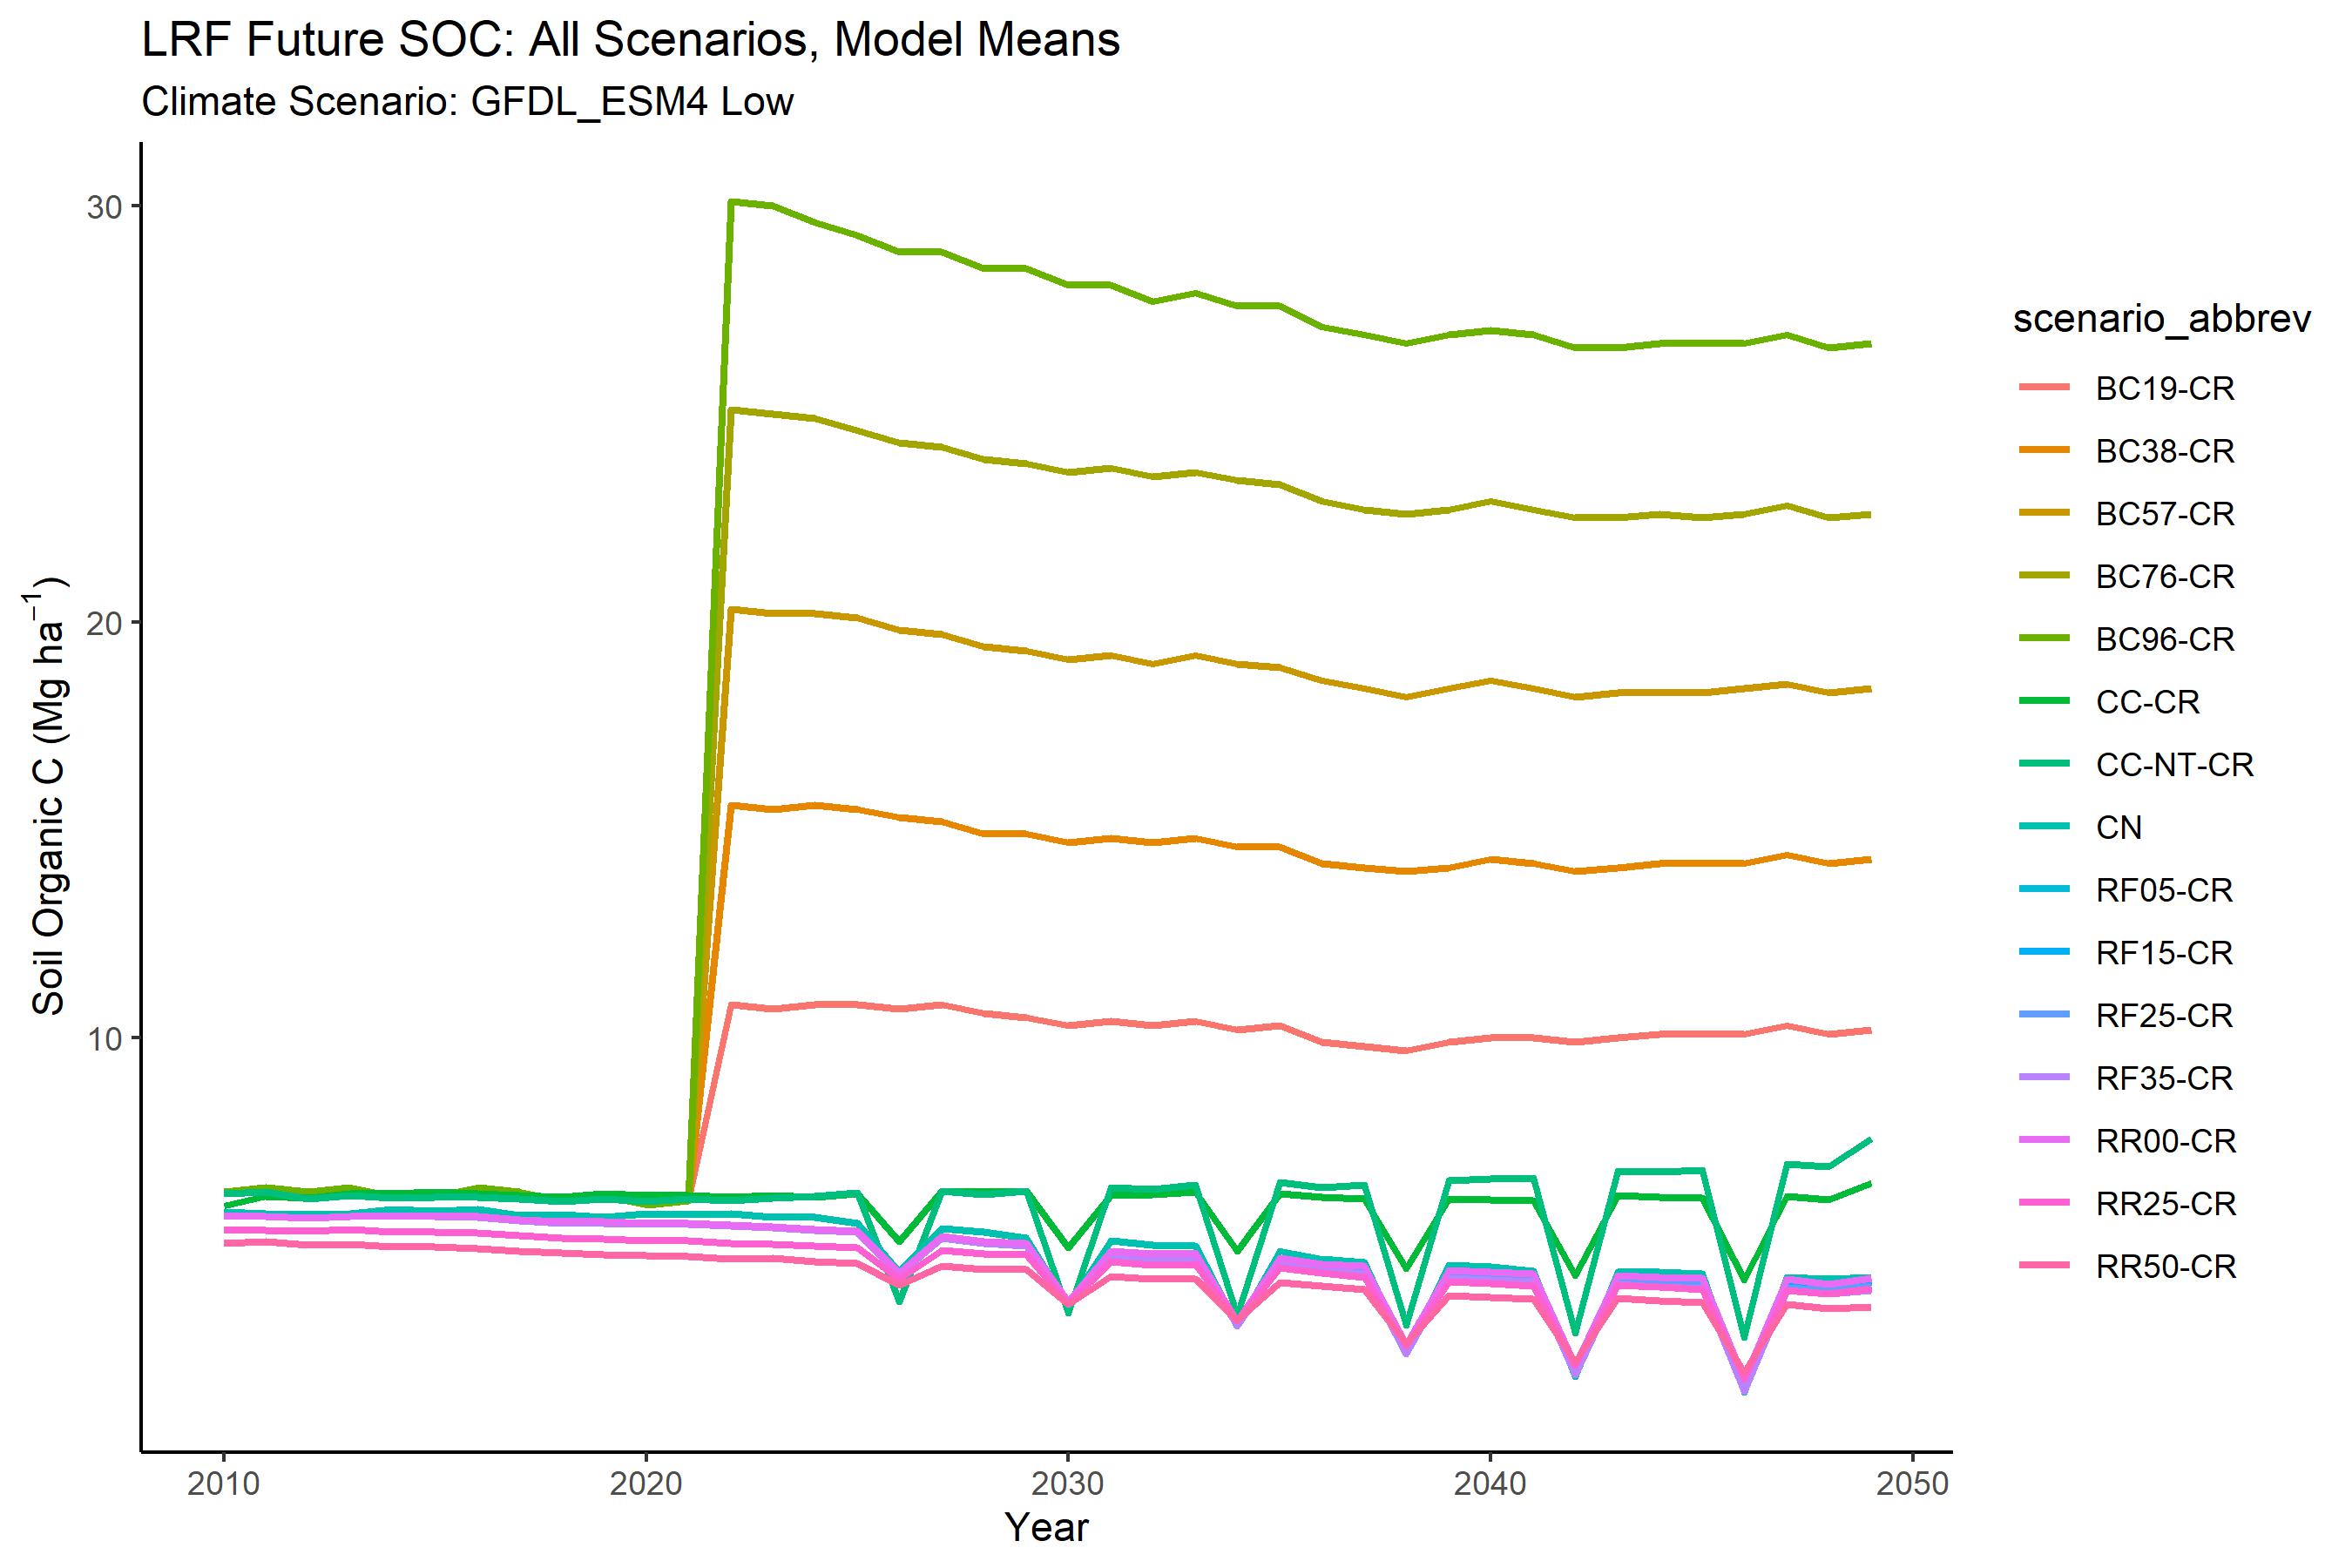 LRF Future SOC: All Scenarios, Model Means
Climate Scenario: GFDL_ESM4 Low
Soil Organic C (Mg ha⁻¹)
30
20
10
2010 2020 2030 2040 2050
Year
scenario_abbrev
BC19-CR
BC38-CR
BC57-CR
BC76-CR
BC96-CR
CC-CR
CC-NT-CR
CN
RF05-CR
RF15-CR
RF25-CR
RF35-CR
RR00-CR
RR25-CR
RR50-CR